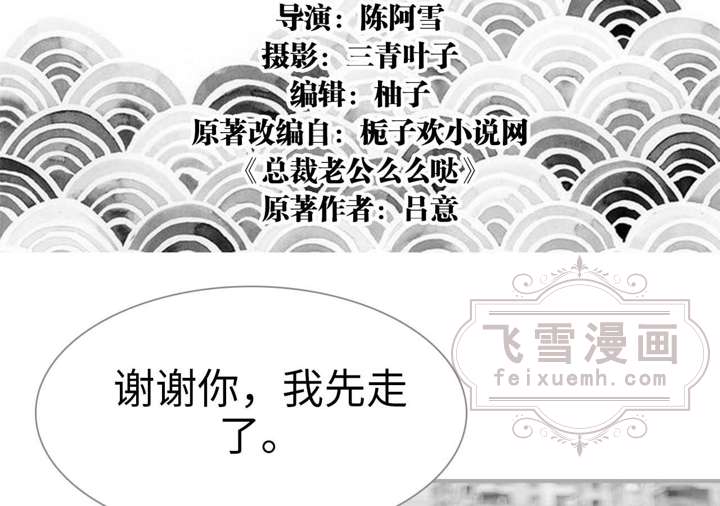 导演：陈阿雪
摄影：三青叶子
编辑：柚子
原著改编自：栀子欢小说网
《总裁老公么么哒》
原著作者：吕意
飞雪漫画
feixuemh.com
谢谢你，我先走
了。